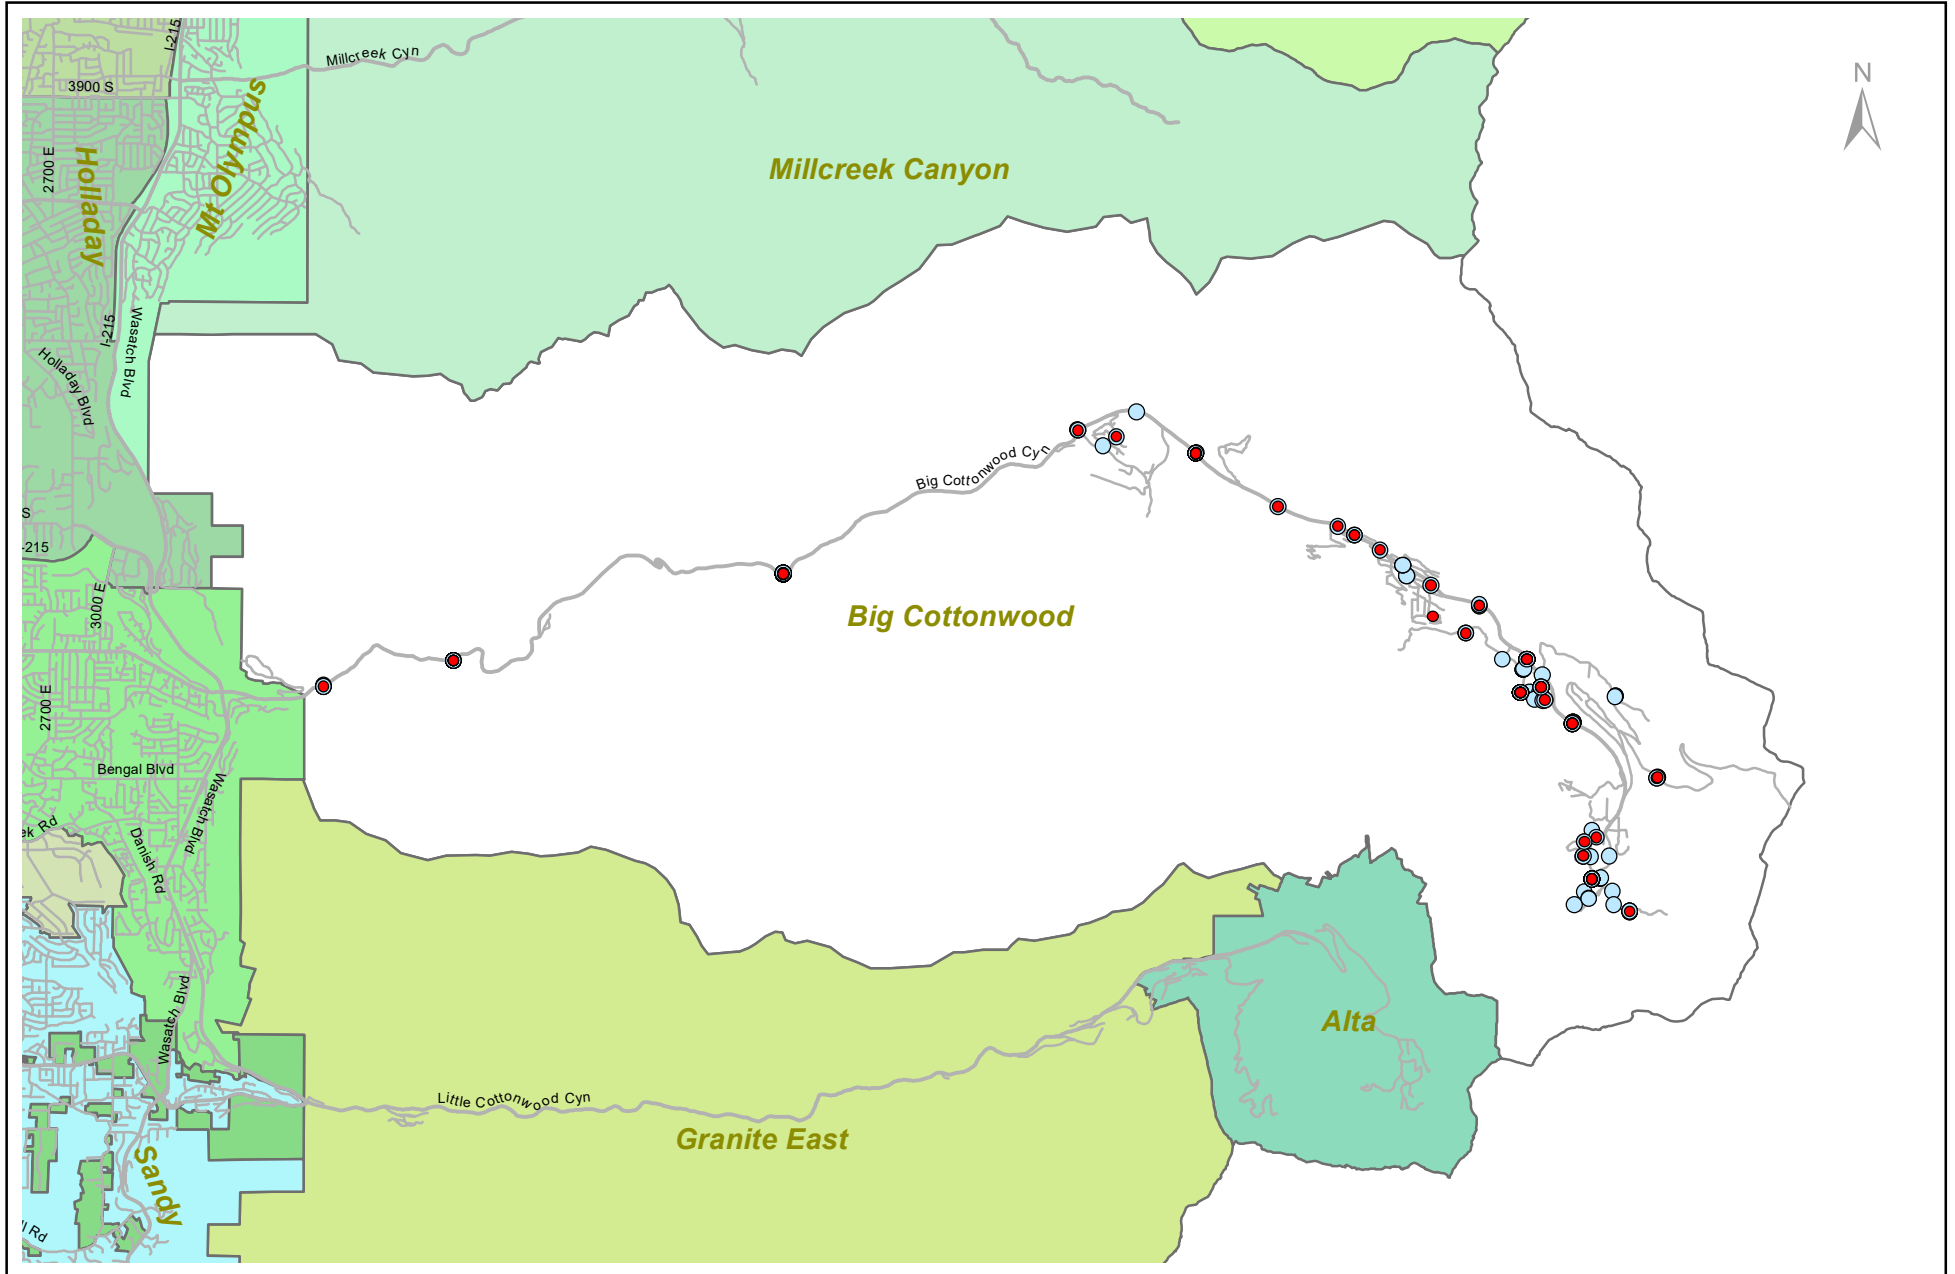 I-215
Millcreek Cyn
N
3900 S
2700 E
Holladay
Mt Olympus
Millcreek Canyon
I-215
Wasatch Blvd
Holladay Blvd
Big Cottonwood Cyn
S
-215
3000 E
Big Cottonwood
2700 E
Bengal Blvd
Wasatch Blvd
ek Rd
Danish Rd
Wasatch Blvd
Alta
Little Cottonwood Cyn
Granite East
Sandy
ll Rd